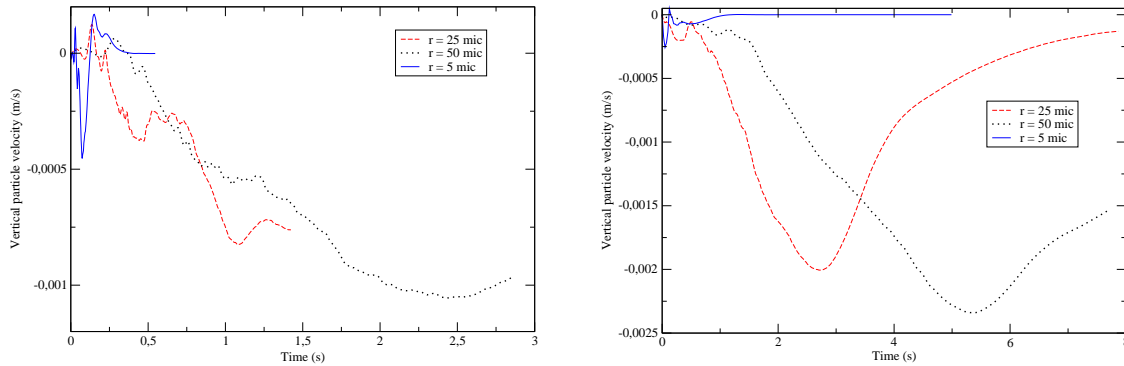 0
-0,0005
-0,001
Vertical particle velocity (m/s)
r = 25 mic
r = 50 mic
r = 5 mic
0
0,5
1
1,5
2
2,5
3
Time (s)
0
-0,0005
-0,001
-0,0015
-0,002
-0,0025
Vertical particle velocity (m/s)
r = 25 mic
r = 50 mic
r = 5 mic
0
2
4
6
8
Time (s)